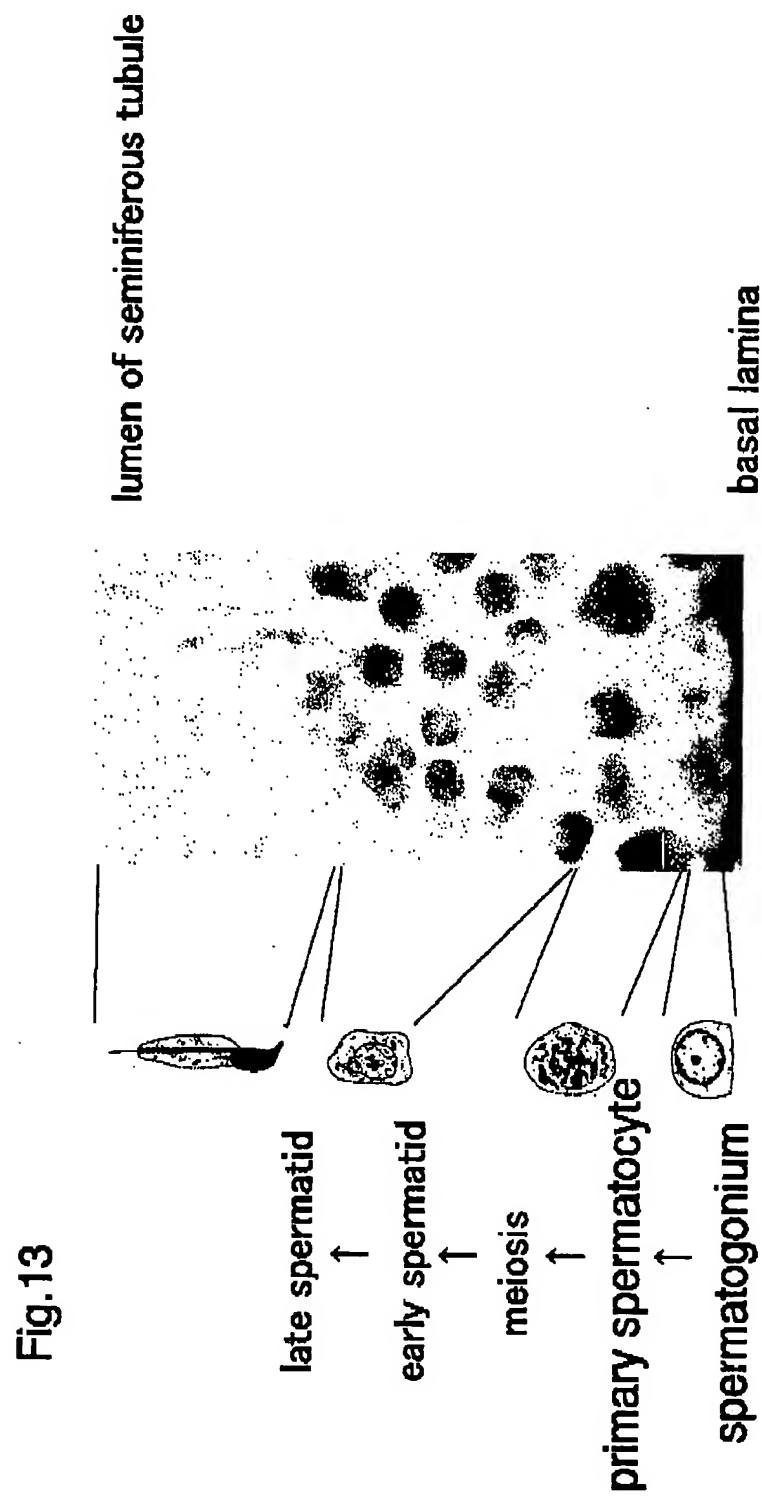 Fig.13
late spermatid
↑
early spermatid
↑
meiosis
↑
primary spermatocyte
↑
spermatogonium
lumen of seminiferous tubule
basal lamina